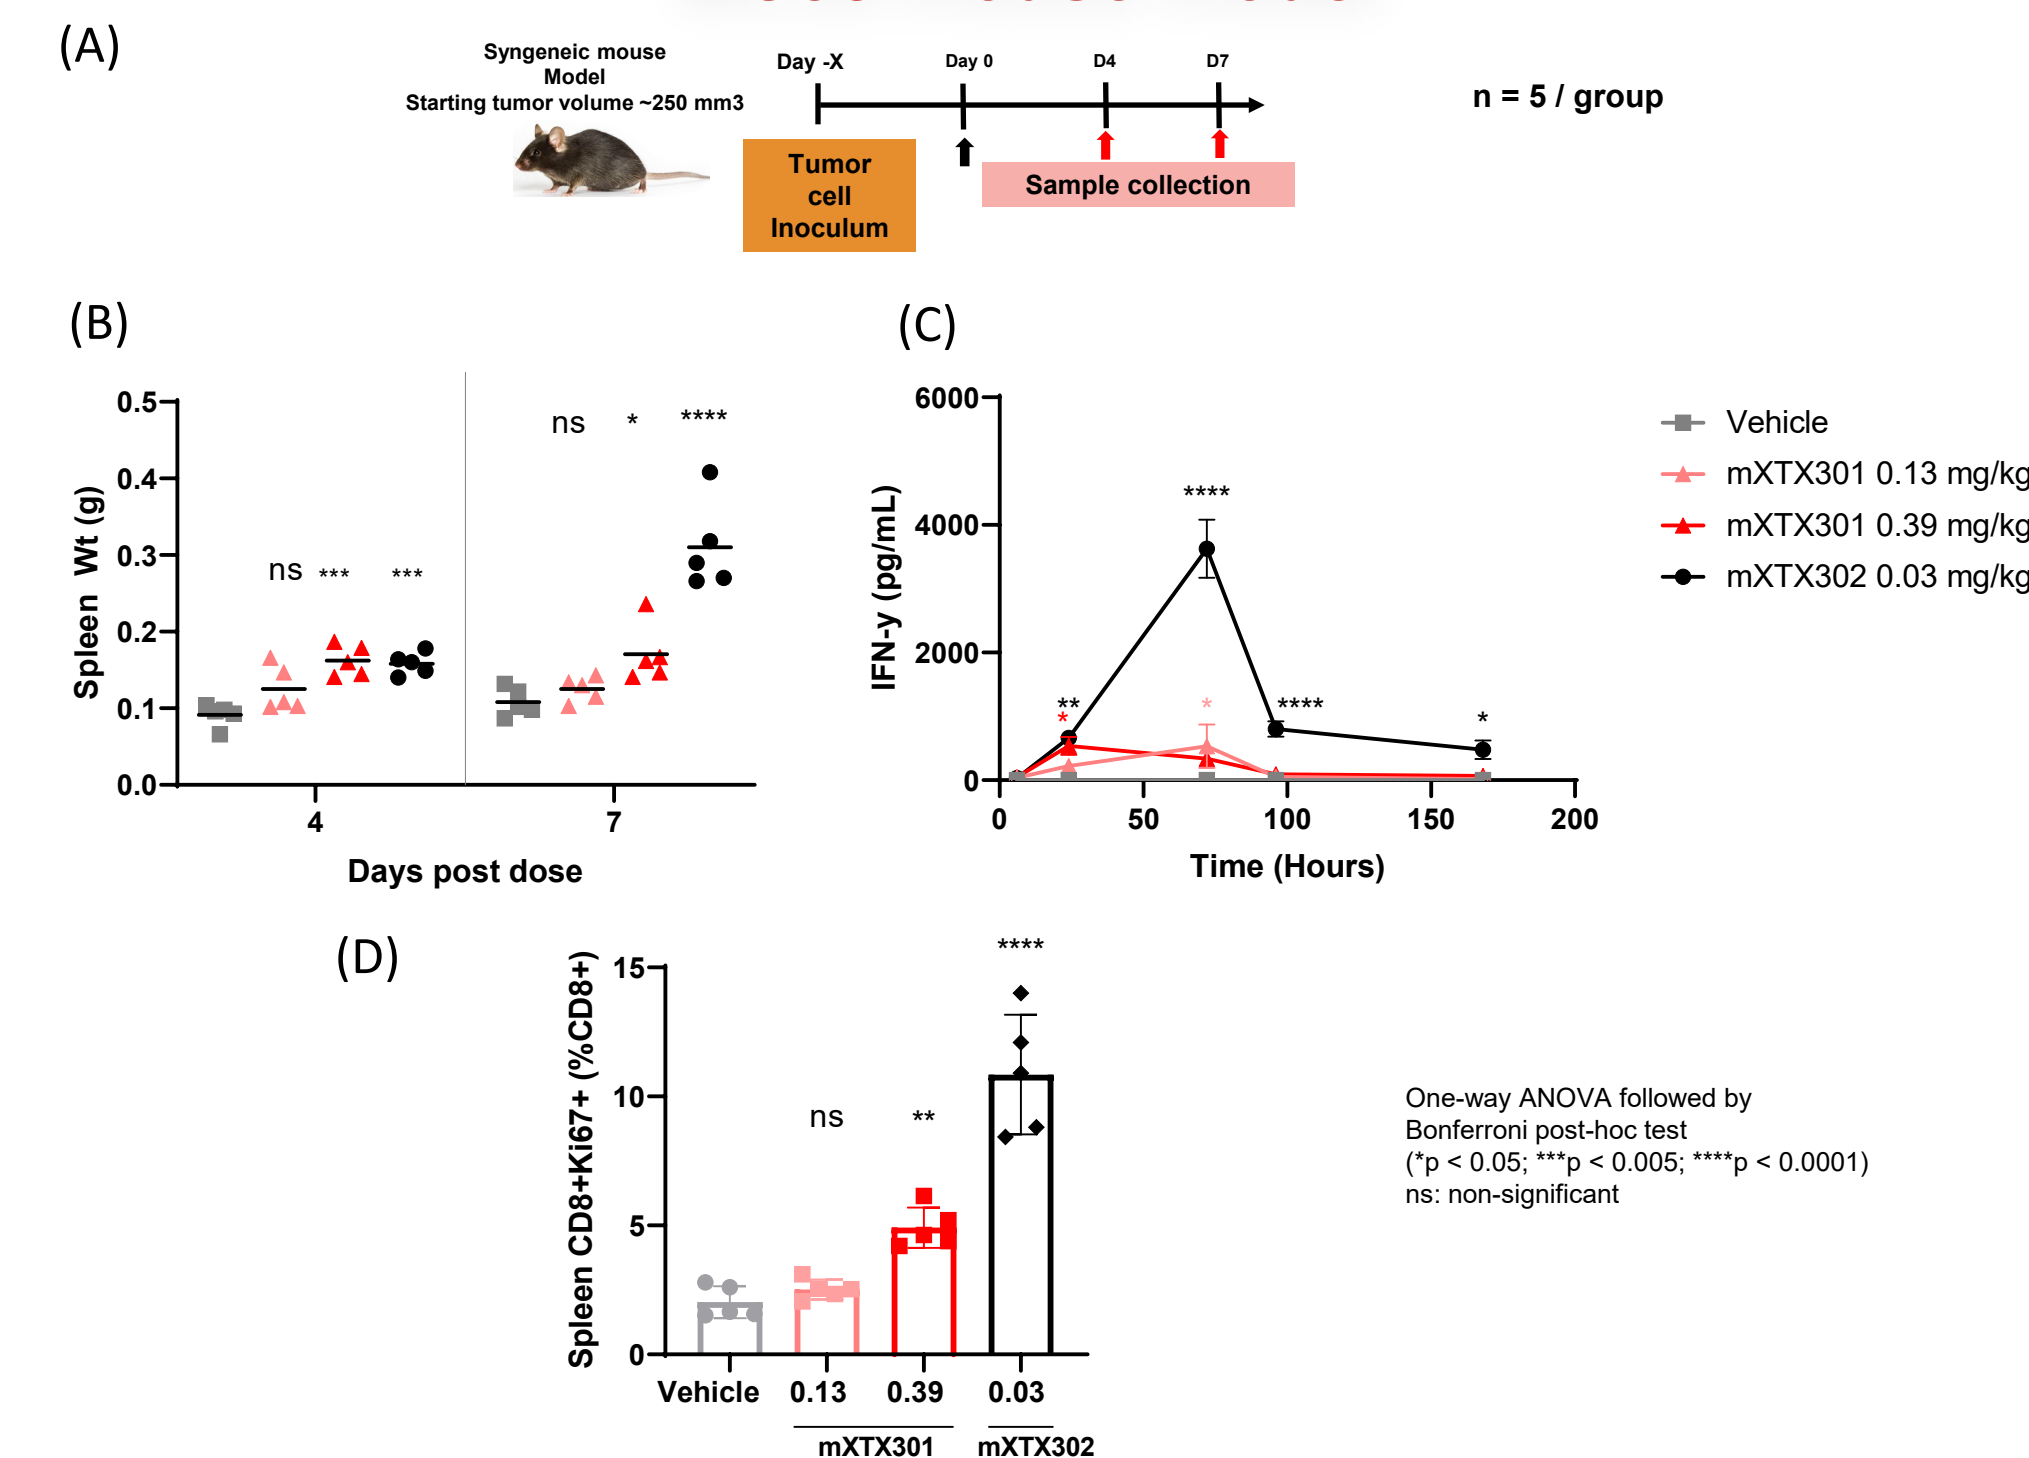 (A)
Syngeneic mouse
Model
Starting tumor volume ~250 mm3
Day -X
Day 0
D4
D7
n = 5 / group
Tumor
cell
Inoculum
Sample collection
(B)
Spleen Wt (g)
0.5
0.4
0.3
0.2
0.1
0.0
ns
***
***
ns
*
****
4
7
Days post dose
(C)
IFN-y (pg/mL)
6000
4000
2000
0
**
*
****
*
****
*
0
50
100
150
200
Time (Hours)
Vehicle
mXTX301 0.13 mg/kg
mXTX301 0.39 mg/kg
mXTX302 0.03 mg/kg
(D)
Spleen CD8+Ki67+ (%CD8+)
15
10
5
0
ns
**
****
Vehicle
0.13
0.39
0.03
mXTX301
mXTX302
One-way ANOVA followed by
Bonferroni post-hoc test
(*p < 0.05; ***p < 0.005; ****p < 0.0001)
ns: non-significant